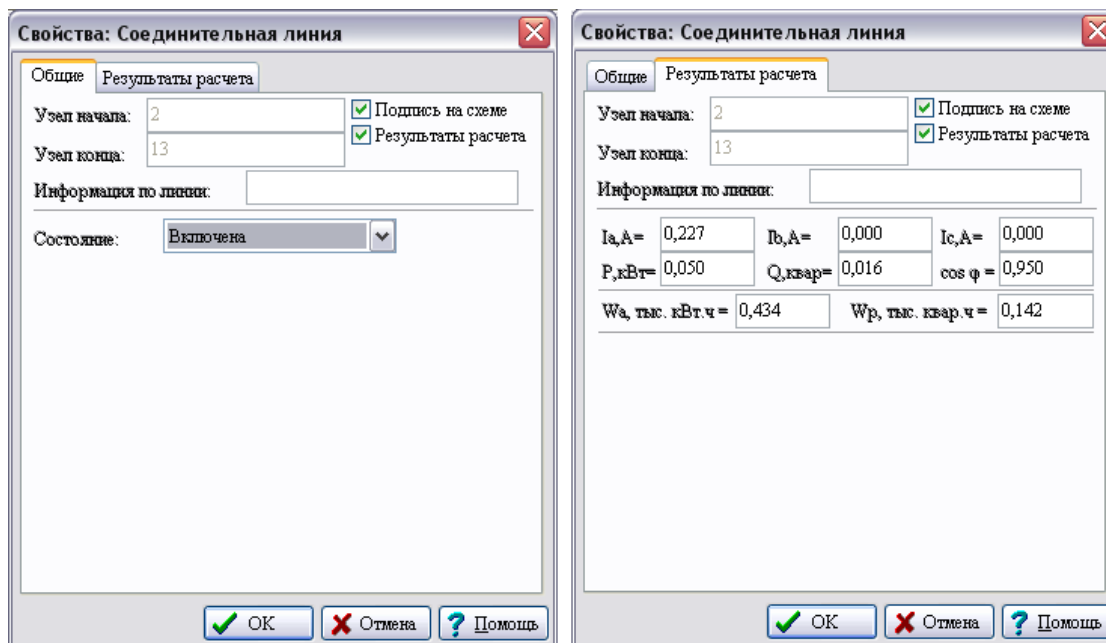 Свойства: Соединительная линия
Общие Результаты расчета
Узел начала: 2 Подпись на схеме
Узел конца: 13 Результаты расчета
Информация по линии:
Состояние: Включена
OK Отмена ? Помощь
Свойства: Соединительная линия
Общие Результаты расчета
Узел начала: 2 Подпись на схеме
Узел конца: 13 Результаты расчета
Информация по линии:
Ia,A= 0,227 Ib,A= 0,000 Ic,A= 0,000
P,кВт= 0,050 Q,квар= 0,016 cos φ = 0,950
Wa, тыс. кВт.ч = 0,434 Wp, тыс. квар.ч = 0,142
OK Отмена ? Помощь